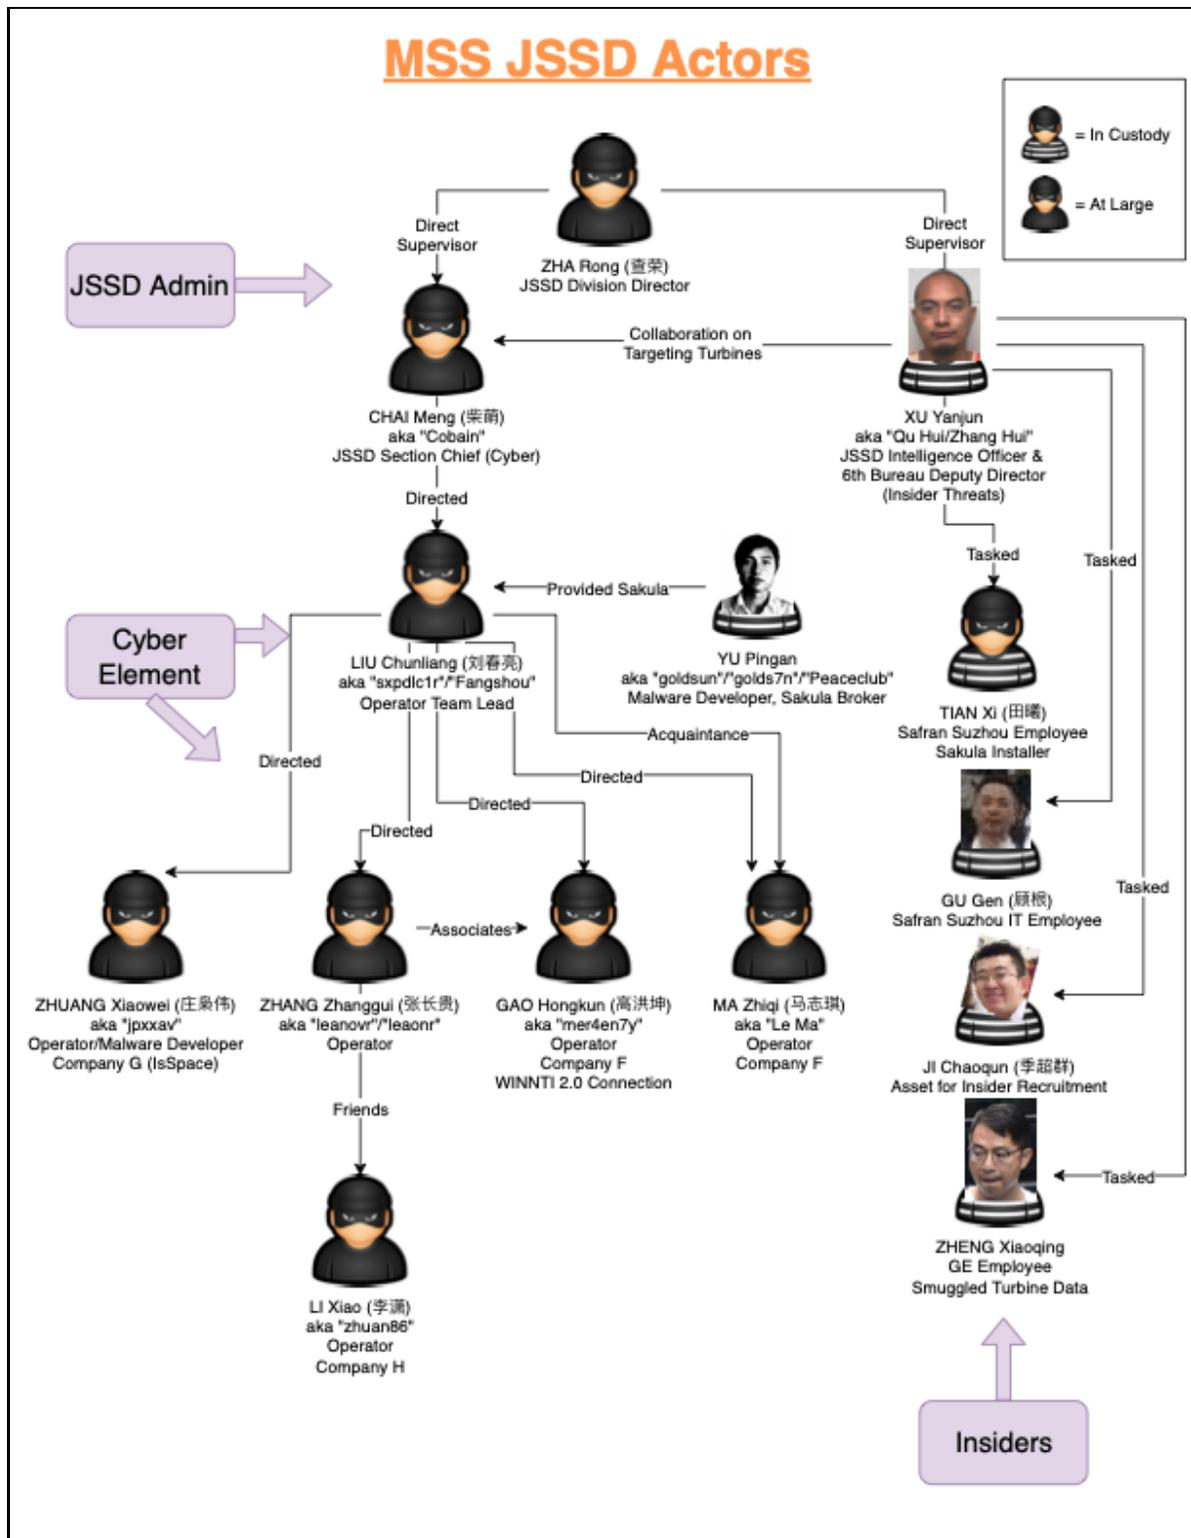 MSS JSSD Actors
= In Custody
= At Large
Direct
Supervisor
Direct
Supervisor
ZHA Rong (查荣)
JSSD Division Director
JSSD Admin
Collaboration on
Targeting Turbines
CHAI Meng (柴萌)
aka "Cobain"
JSSD Section Chief (Cyber)
XU Yanjun
aka "Qu Hui/Zhang Hui"
JSSD Intelligence Officer &
6th Bureau Deputy Director
(Insider Threats)
Directed
Tasked
Tasked
Provided Sakula
Cyber
Element
LIU Chunliang (刘春亮)
aka "sxpdlc1r"/"Fangshou"
Operator Team Lead
YU Pingan
aka "goldsun"/"golds7n"/"Peaceclub"
Malware Developer, Sakula Broker
TIAN Xi (田曦)
Safran Suzhou Employee
Sakula Installer
Acquaintance
Directed
Directed
Directed
Directed
Tasked
GU Gen (顾根)
Safran Suzhou IT Employee
Associates
ZHUANG Xiaowei (庄枭伟)
aka "jpxxav"
Operator/Malware Developer
Company G (IsSpace)
ZHANG Zhanggui (张长贵)
aka "leanovr"/"leaonr"
Operator
GAO Hongkun (高洪坤)
aka "mer4en7y"
Operator
Company F
WINNTI 2.0 Connection
MA Zhiqi (马志琪)
aka "Le Ma"
Operator
Company F
JI Chaoqun (季超群)
Asset for Insider Recruitment
Friends
Tasked
ZHENG Xiaoqing
GE Employee
Smuggled Turbine Data
LI Xiao (李潇)
aka "zhuan86"
Operator
Company H
Insiders